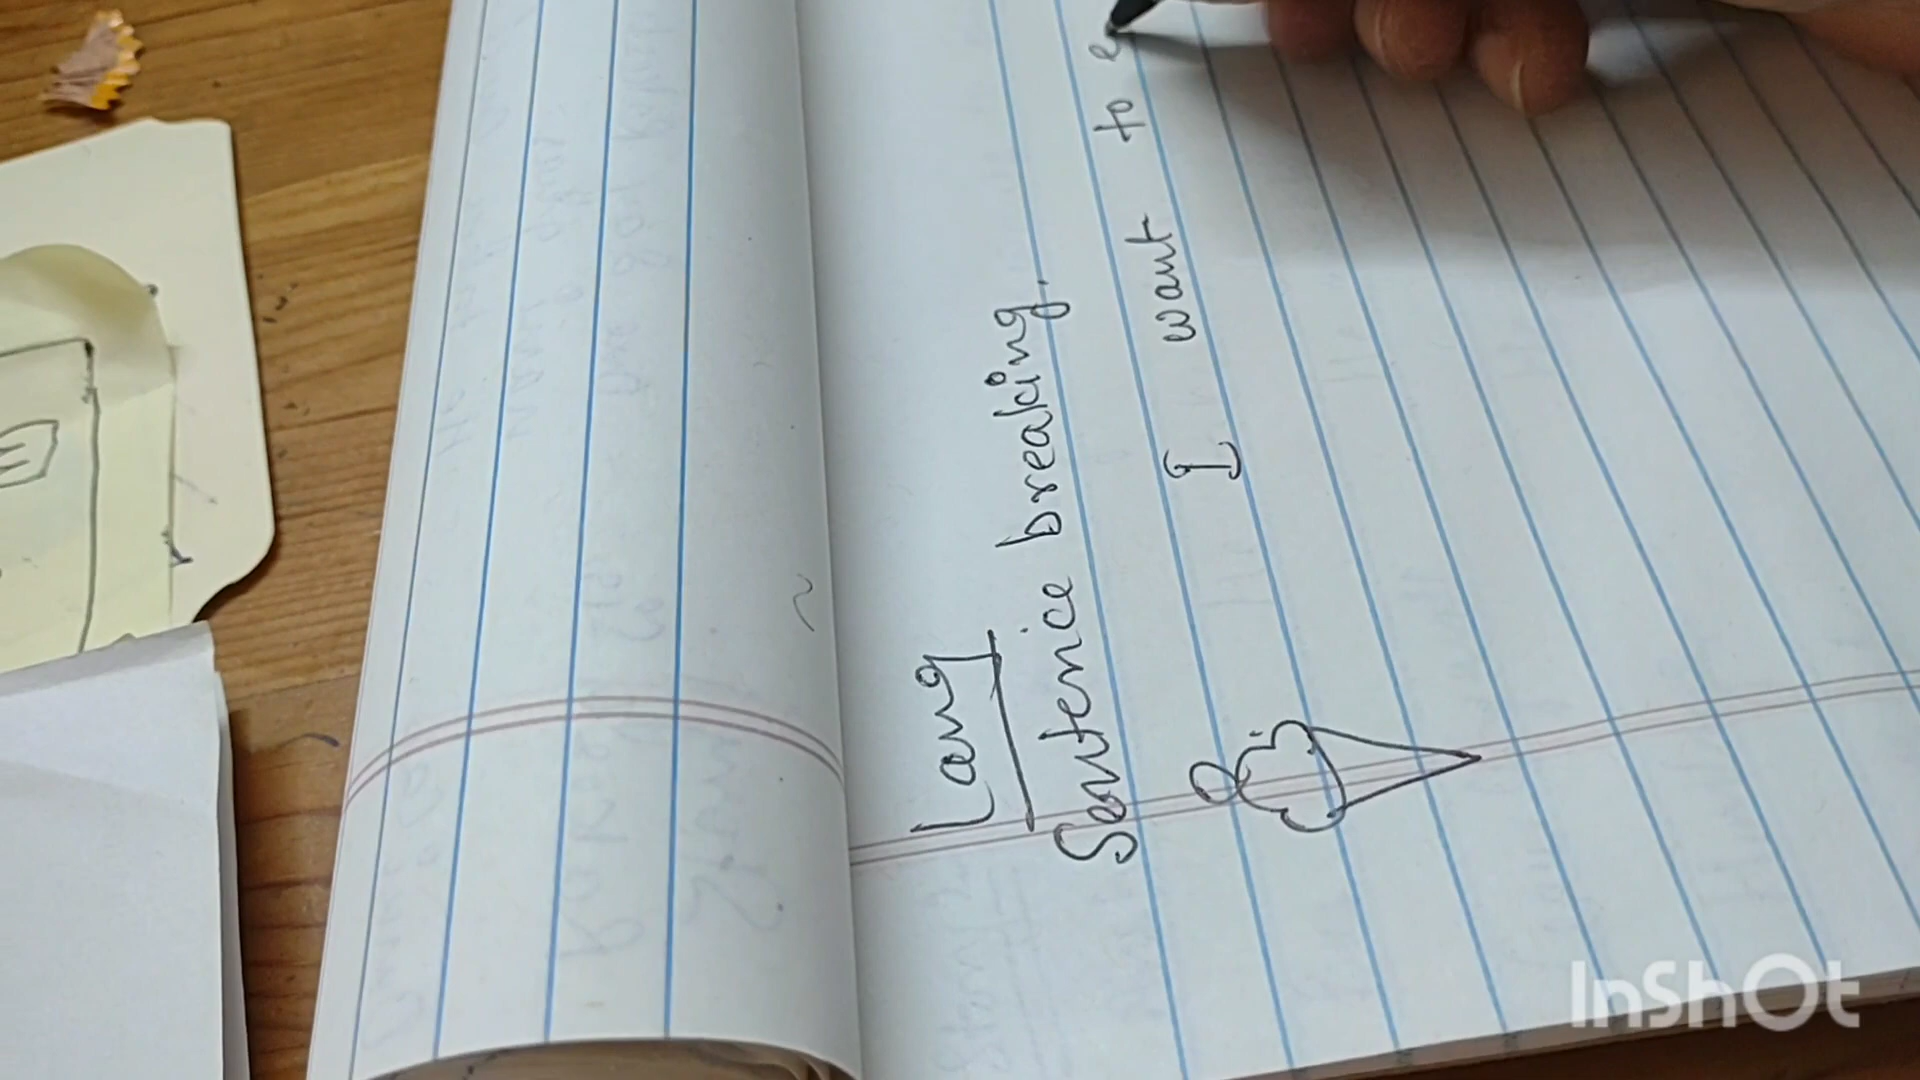 Lang
Sentence breaking.
I want to e
InShOt